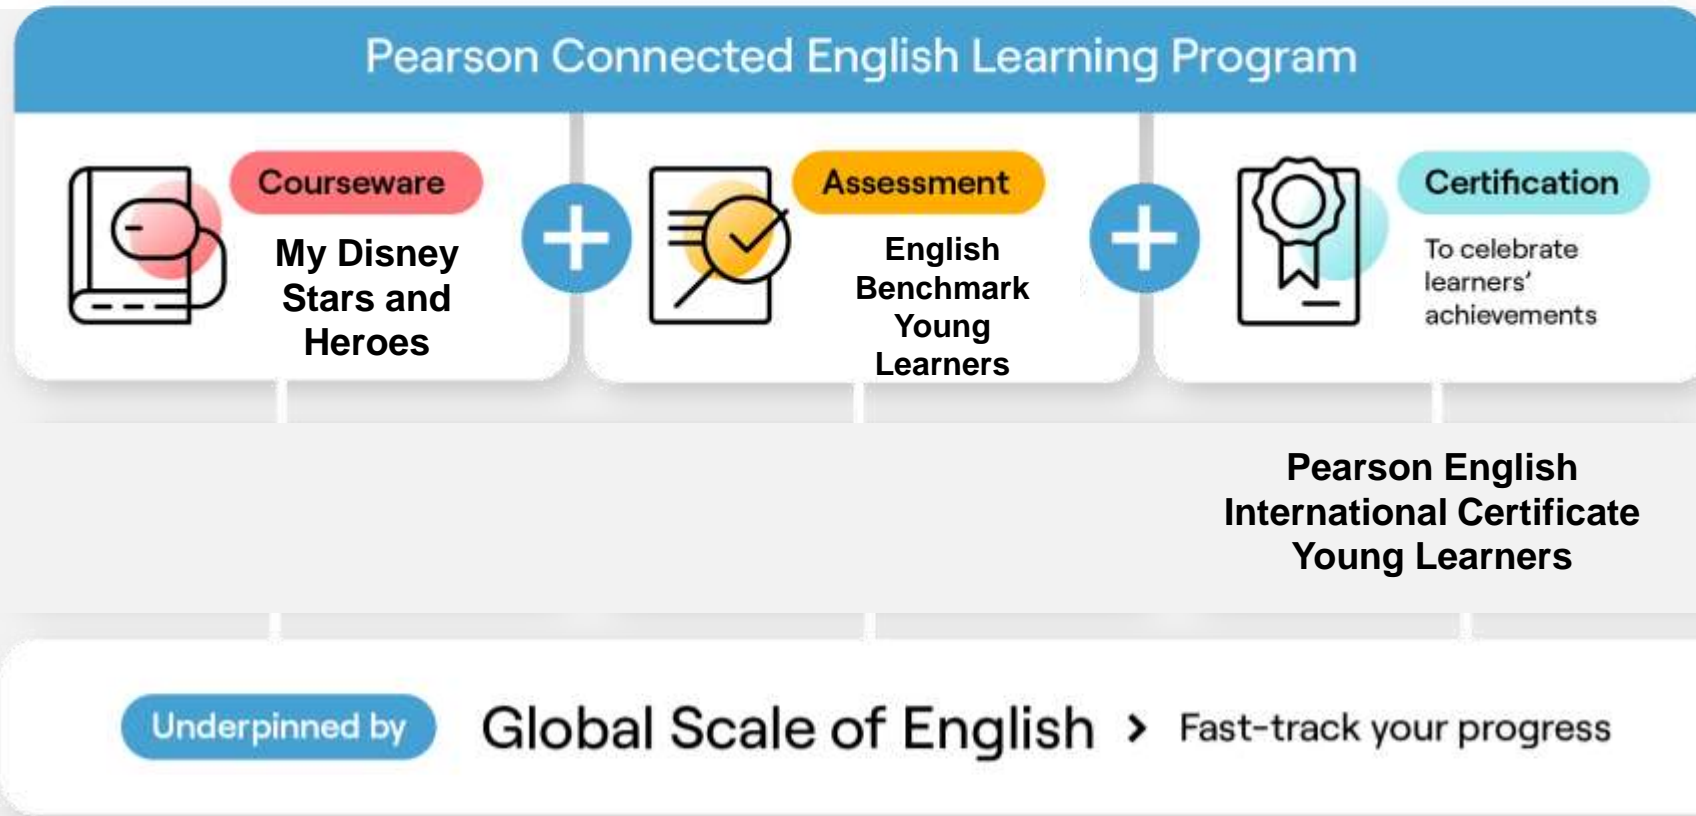 Pearson Connected English Learning Program
Courseware
My Disney
Stars and
Heroes
Assessment
English
Benchmark
Young
Learners
Certification
To celebrate
learners’
achievements
Pearson English
International Certificate
Young Learners
Underpinned by
Global Scale of English > Fast-track your progress